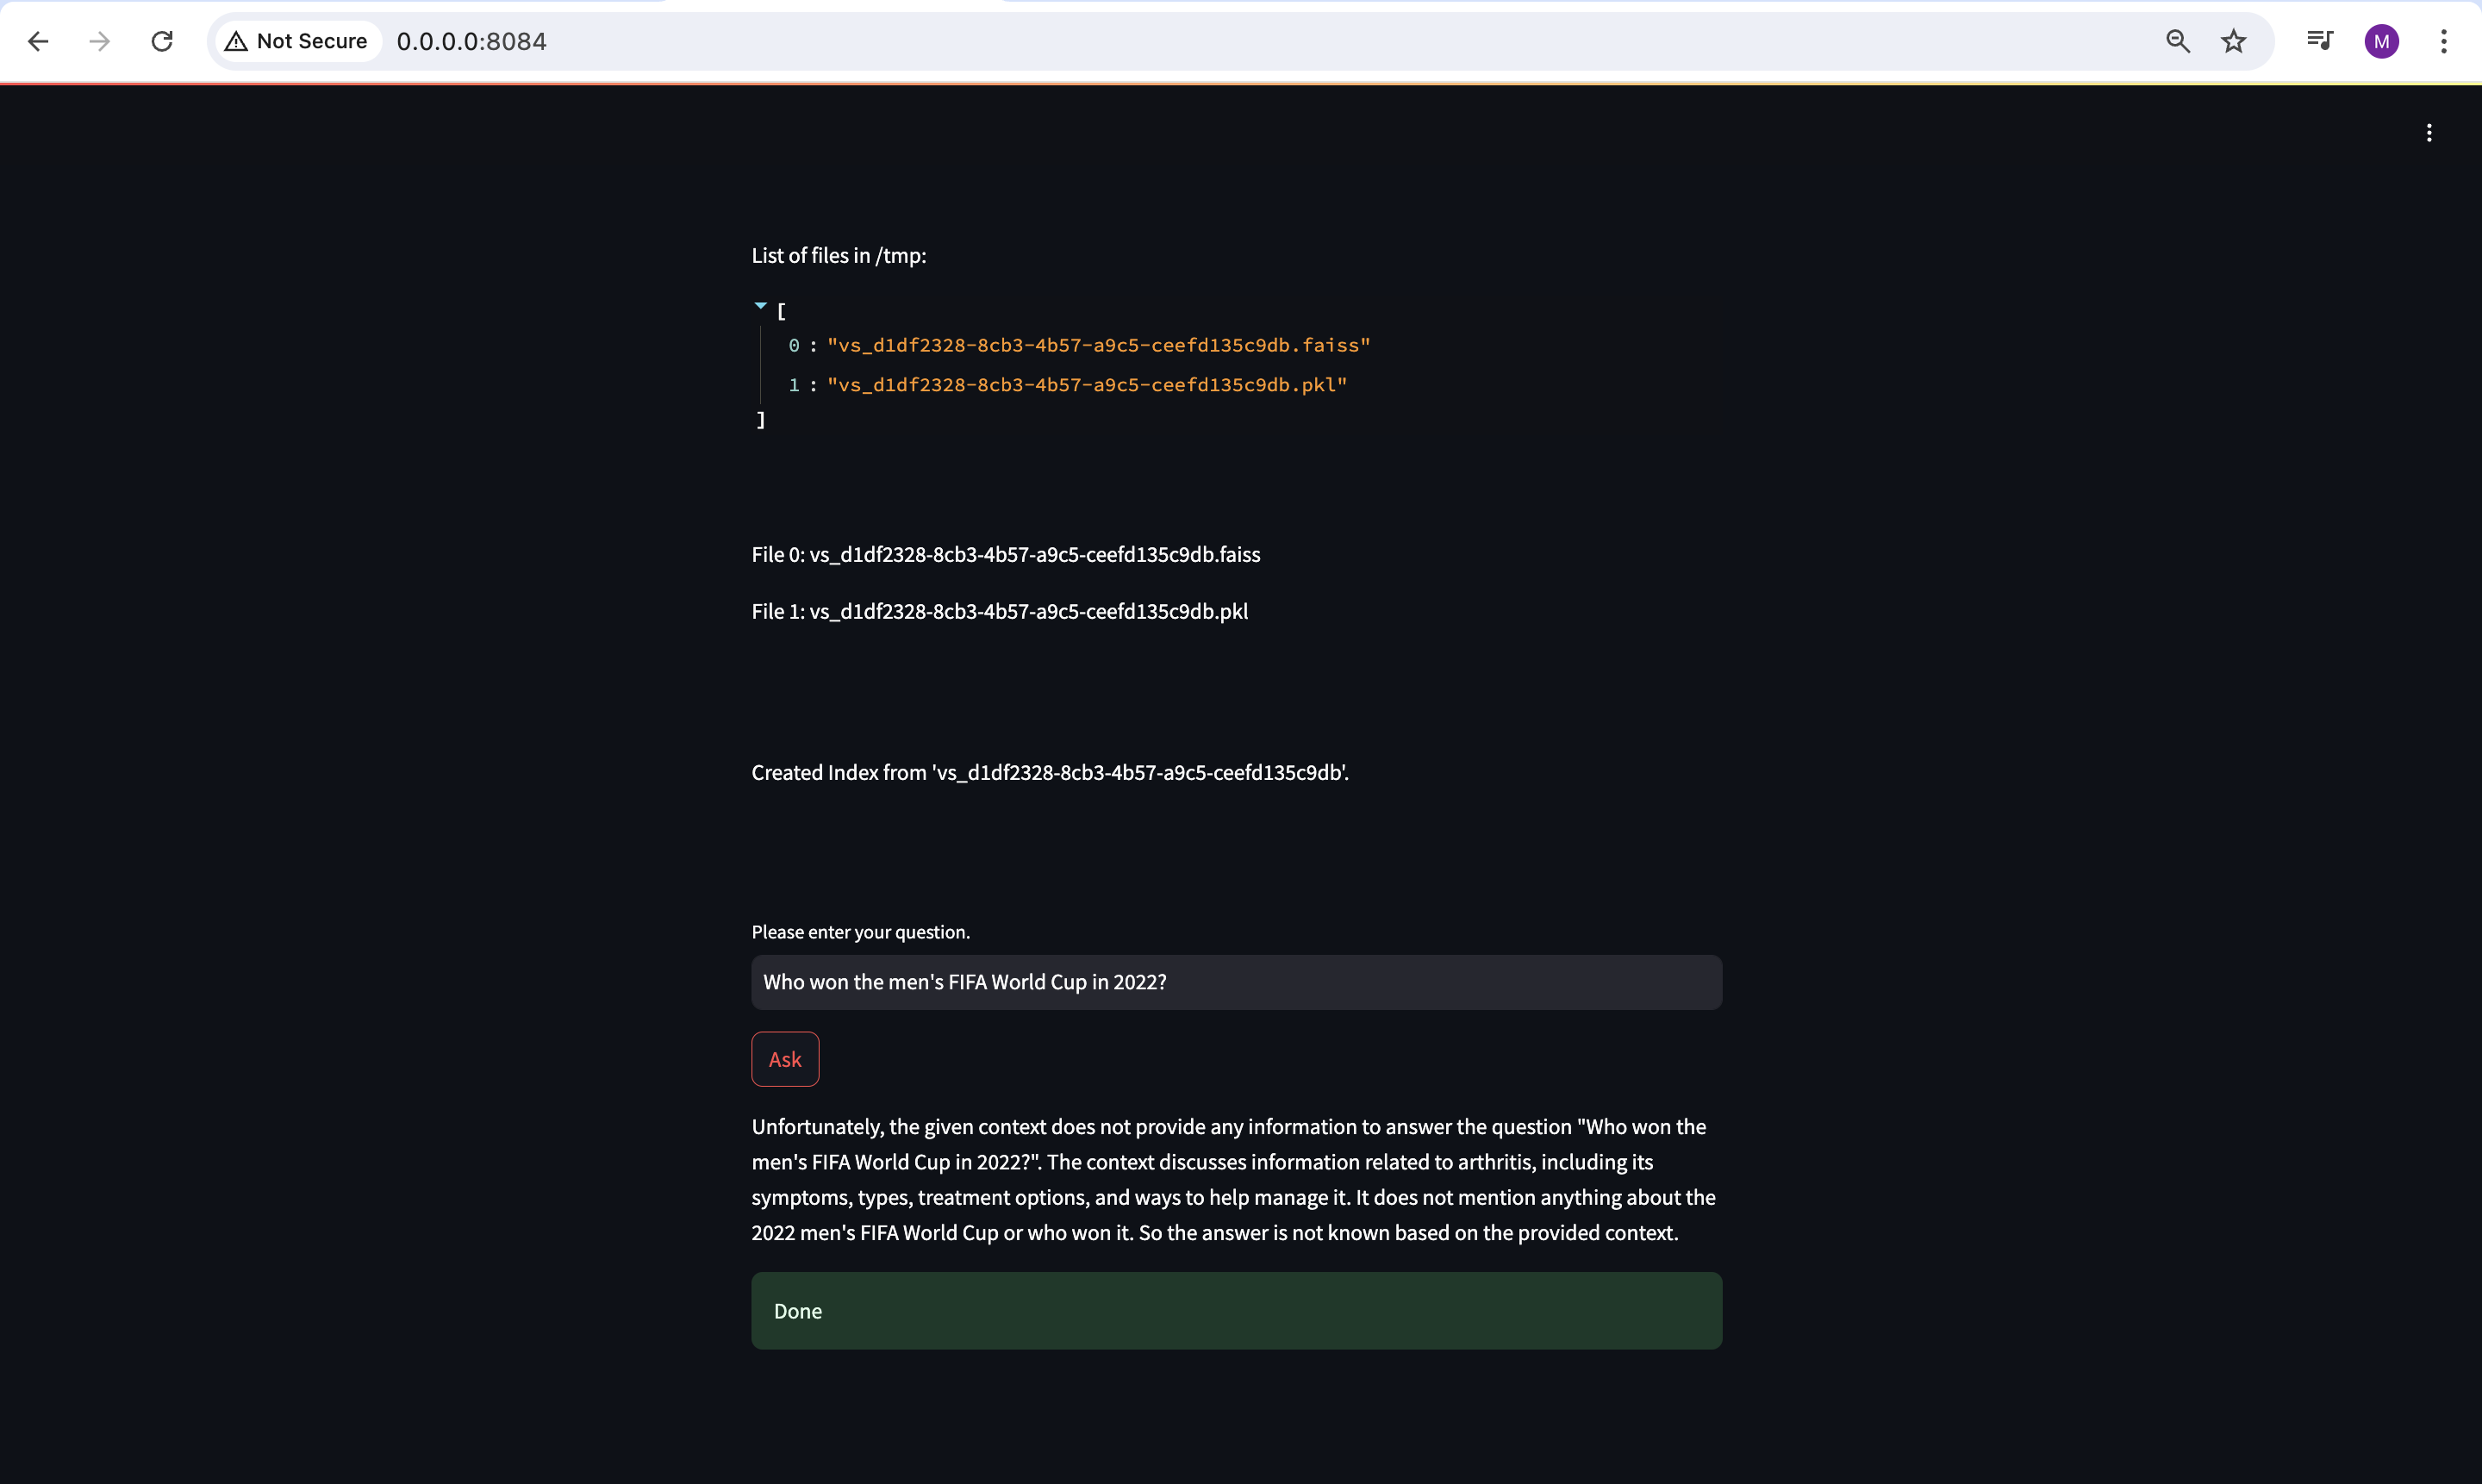 Not Secure 0.0.0.0:8084
M
List of files in /tmp:
[
0 : "vs_d1df2328-8cb3-4b57-a9c5-ceefd135c9db.faiss"
1 : "vs_d1df2328-8cb3-4b57-a9c5-ceefd135c9db.pkl"
]
File 0: vs_d1df2328-8cb3-4b57-a9c5-ceefd135c9db.faiss
File 1: vs_d1df2328-8cb3-4b57-a9c5-ceefd135c9db.pkl
Created Index from 'vs_d1df2328-8cb3-4b57-a9c5-ceefd135c9db'.
Please enter your question.
Who won the men's FIFA World Cup in 2022?
Ask
Unfortunately, the given context does not provide any information to answer the question "Who won the
men's FIFA World Cup in 2022?". The context discusses information related to arthritis, including its
symptoms, types, treatment options, and ways to help manage it. It does not mention anything about the
2022 men's FIFA World Cup or who won it. So the answer is not known based on the provided context.
Done